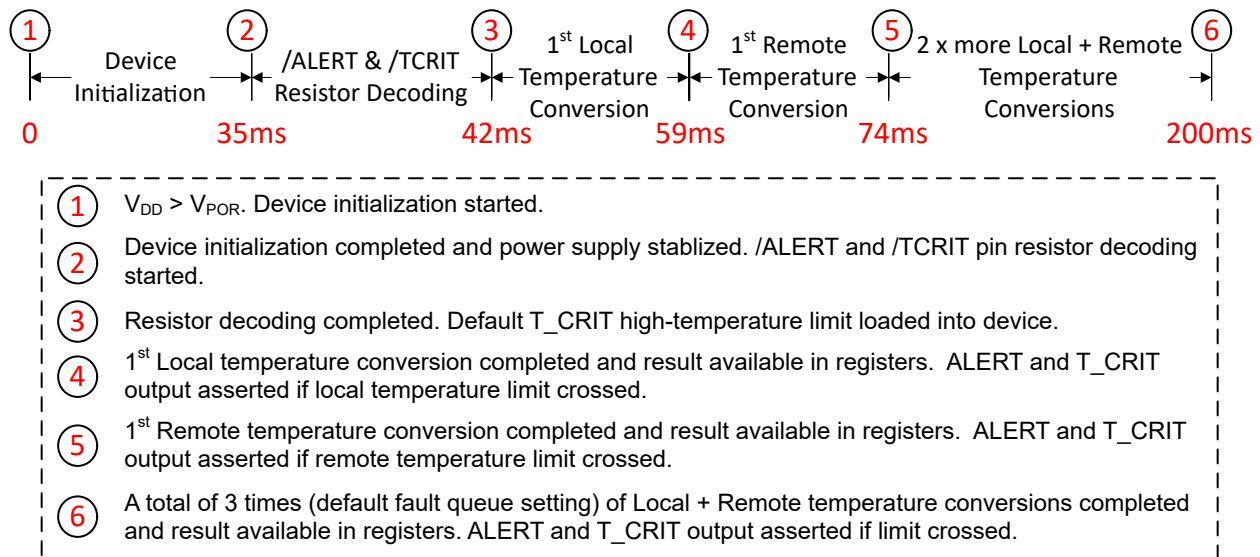 1 2 3 4 5 6
Device Initialization
/ALERT & /TCRIT Resistor Decoding
1st Local Temperature Conversion
1st Remote Temperature Conversion
2 x more Local + Remote Temperature Conversions
0 35ms 42ms 59ms 74ms 200ms
1 VDD > VPOR. Device initialization started.
2 Device initialization completed and power supply stablized. /ALERT and /TCRIT pin resistor decoding
started.
3 Resistor decoding completed. Default T_CRIT high-temperature limit loaded into device.
4 1st Local temperature conversion completed and result available in registers. ALERT and T_CRIT
output asserted if local temperature limit crossed.
5 1st Remote temperature conversion completed and result available in registers. ALERT and T_CRIT
output asserted if remote temperature limit crossed.
6 A total of 3 times (default fault queue setting) of Local + Remote temperature conversions completed
and result available in registers. ALERT and T_CRIT output asserted if limit crossed.